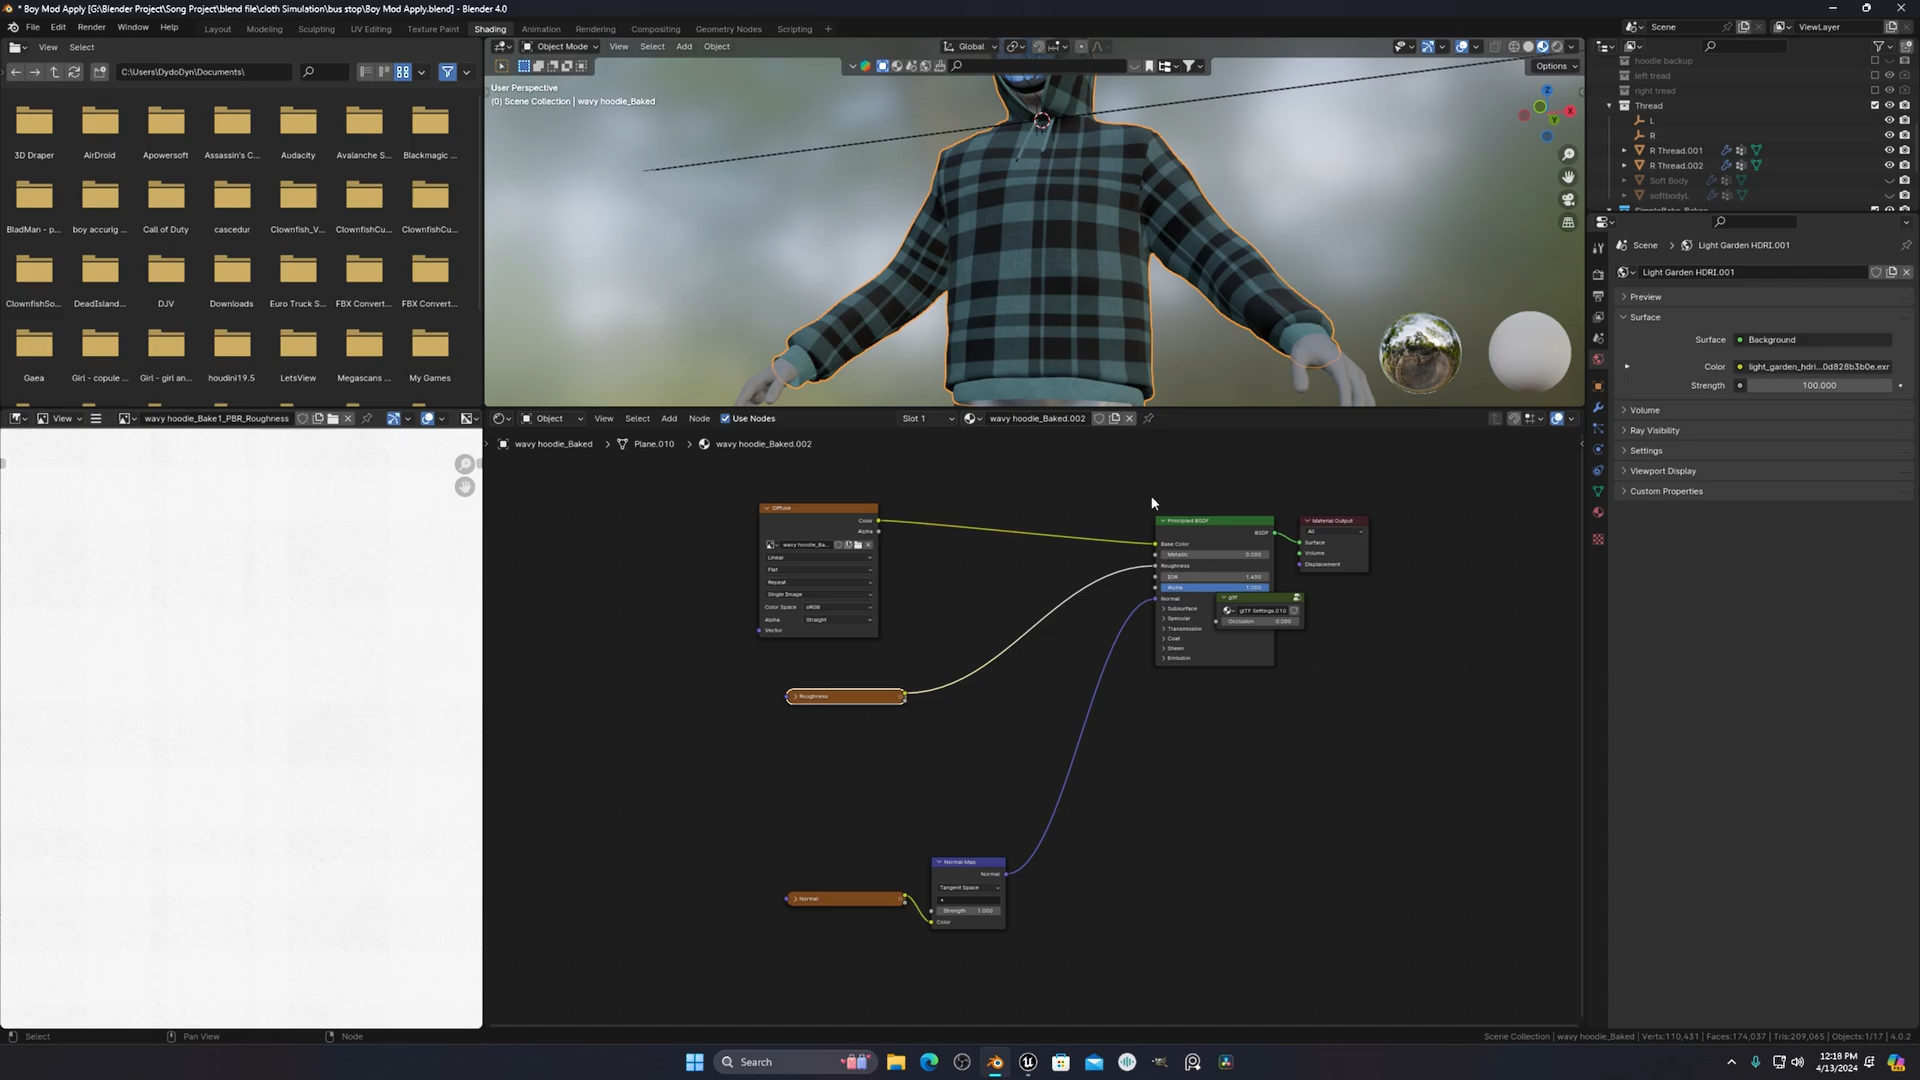 * Boy Mod Apply [G:\Blender Project\Song Project\blend file\cloth Simulation\bus stop\Boy Mod Apply.blend] - Blender 4.0
File Edit Render Window Help
Layout Modeling Sculpting UV Editing Texture Paint Shading Animation Rendering Compositing Geometry Nodes Scripting +
Scene
ViewLayer
View Select
C:\Users\DydoDyn\Documents\
3D Draper AirDroid Apowersoft Assassin's C... Audacity Avalanche S... Blackmagic ...
BladMan - p... boy accurig ... Call of Duty cascedur Clownfish_V... ClownfishCu... ClownfishCu...
ClownfishSo... DeadIsland... DJV Downloads Euro Truck S... FBX Convert... FBX Convert...
Gaea Girl - copule ... Girl - girl an... houdini19.5 LetsView Megascans ... My Games
Object Mode View Select Add Object
Global
Options
User Perspective
(0) Scene Collection | wavy hoodie_Baked
Z
X
Y
hoodie backup
left tread
right tread
Thread
L
R
R Thread.001
R Thread.002
Soft Body
softbodyL
Scene > Light Garden HDRI.001
Light Garden HDRI.001
Preview
Surface
Surface Background
Color light_garden_hdri...0d828b3b0e.exr
Strength 100.000
Volume
Ray Visibility
Settings
Viewport Display
Custom Properties
View
wavy hoodie_Bake1_PBR_Roughness
Object View Select Add Node Use Nodes
Slot 1
wavy hoodie_Baked.002
wavy hoodie_Baked > Plane.010 > wavy hoodie_Baked.002
Diffuse
Color
Alpha
wavy hoodie_Ba...
Linear
Flat
Repeat
Single Image
Color Space sRGB
Alpha Straight
Vector
Roughness
Normal
Normal Map
Normal
Tangent Space
Strength 1.000
Color
Principled BSDF
BSDF
Base Color
Metallic 0.000
Roughness
IOR 1.450
Alpha 1.000
Normal
Subsurface
Specular
Transmission
Coat
Sheen
Emission
gltf
glTF Settings.010
Occlusion 0.000
Material Output
All
Surface
Volume
Displacement
Select Pan View Node
Scene Collection | wavy hoodie_Baked | Verts:110,431 | Faces:174,037 | Tris:209,065 | Objects:1/17 | 4.0.2
Search
12:18 PM
4/13/2024